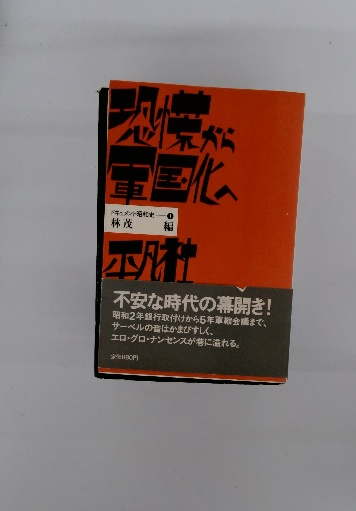 恐慌から
軍国化へ
ドキュメント昭和史 1
林茂 編
平凡社
不安な時代の幕開き!
昭和2年銀行取付けから5年軍縮会議まで、
サーベルの音はかまびすしく、
エロ・グロ・ナンセンスが巷に溢れる。